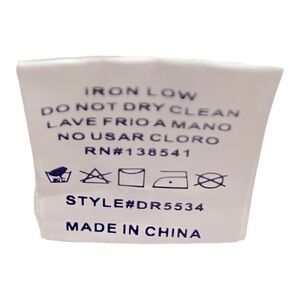 IRON LOW
DO NOT DRY CLEAN
LAVE FRIO A MANO
NO USAR CLORO
RN#138541
STYLE#DR5534
MADE IN CHINA